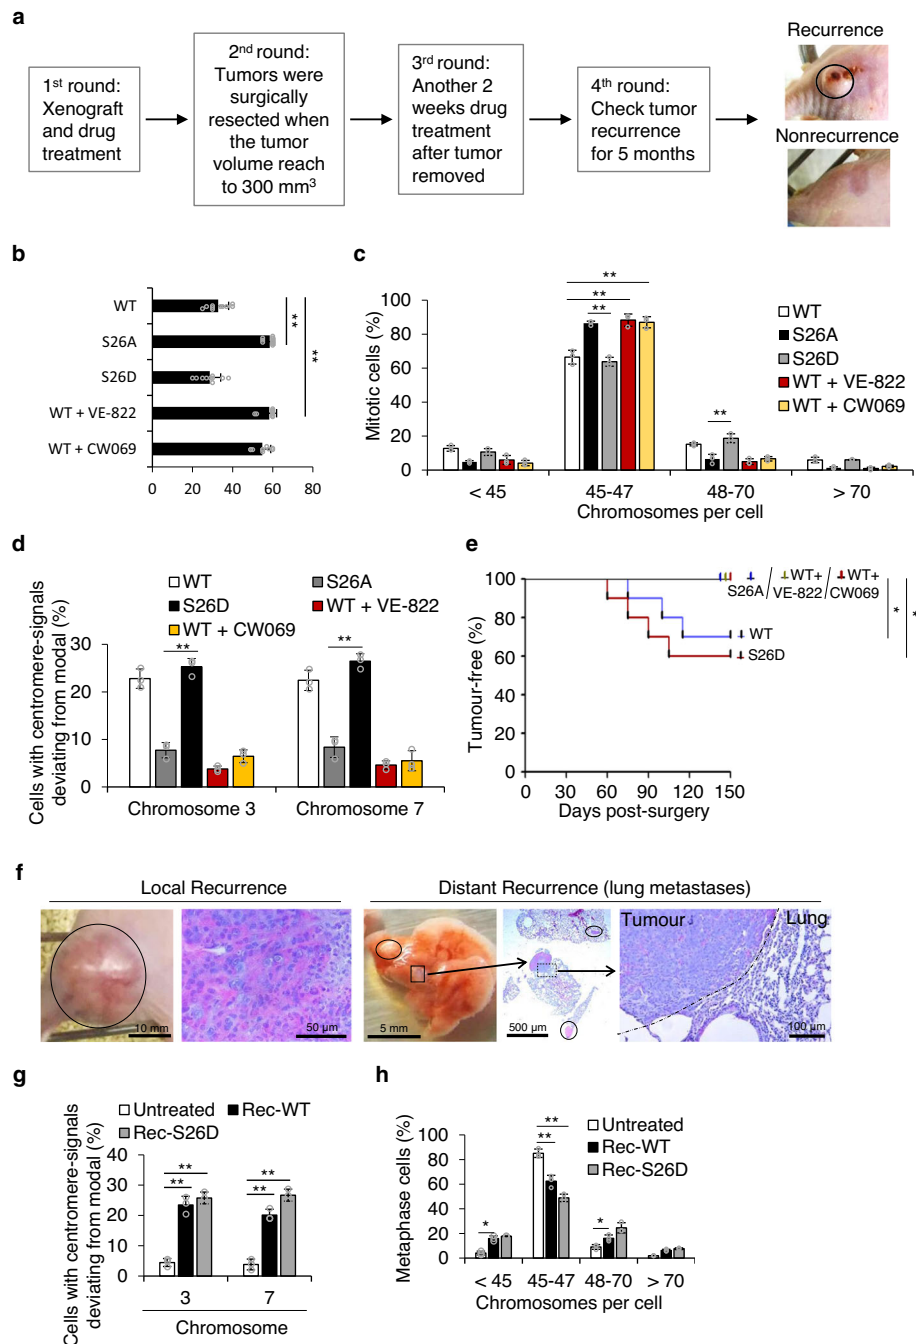 a
1st round:
Xenograft
and drug
treatment
2nd round:
Tumors were
surgically
resected when
the tumor
volume reach
to 300 mm3
3rd round:
Another 2
weeks drug
treatment
after tumor
removed
4th round:
Check tumor
recurrence
for 5 months
Recurrence
Nonrecurrence
b
WT
S26A
S26D
WT + VE-822
WT + CW069
**
**
0 20 40 60 80
c
Mitotic cells (%)
100
80
60
40
20
0
**
**
**
**
WT
S26A
S26D
WT + VE-822
WT + CW069
< 45 45-47 48-70 > 70
Chromosomes per cell
d
Cells with centromere-signals
deviating from modal (%)
WT S26A
S26D WT + VE-822
WT + CW069
30
20
10
0
** **
Chromosome 3 Chromosome 7
e
Tumour-free (%)
100
80
60
40
20
0
S26A / WT+ VE-822 / WT+ CW069
WT
S26D
*
*
0 30 60 90 120 150
Days post-surgery
f
Local Recurrence Distant Recurrence (lung metastases)
Tumour Lung
10 mm 50 µm 5 mm 500 µm 100 µm
g
Untreated Rec-WT
Rec-S26D
Cells with centromere-signals
deviating from modal (%)
40
30
20
10
0
** **
** **
3 7
Chromosome
h
Metaphase cells (%)
100
80
60
40
20
0
**
**
* *
Untreated
Rec-WT
Rec-S26D
< 45 45-47 48-70 > 70
Chromosomes per cell